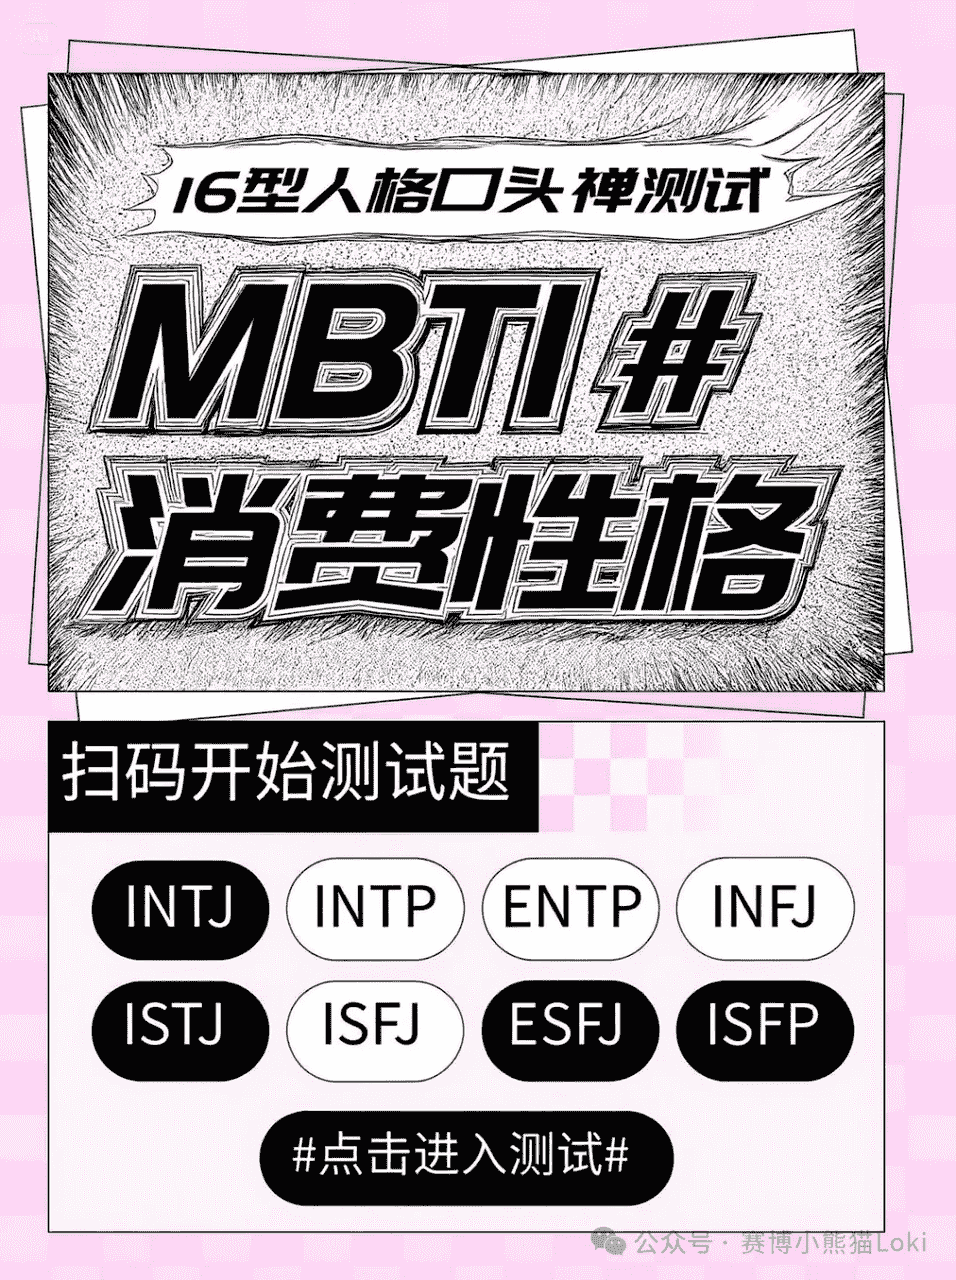 16型人格口头禅测试
MBTI #
消费性格
扫码开始测试题
INTJ INTP ENTP INFJ
ISTJ ISFJ ESFJ ISFP
#点击进入测试#
公众号 · 赛博小熊猫Loki